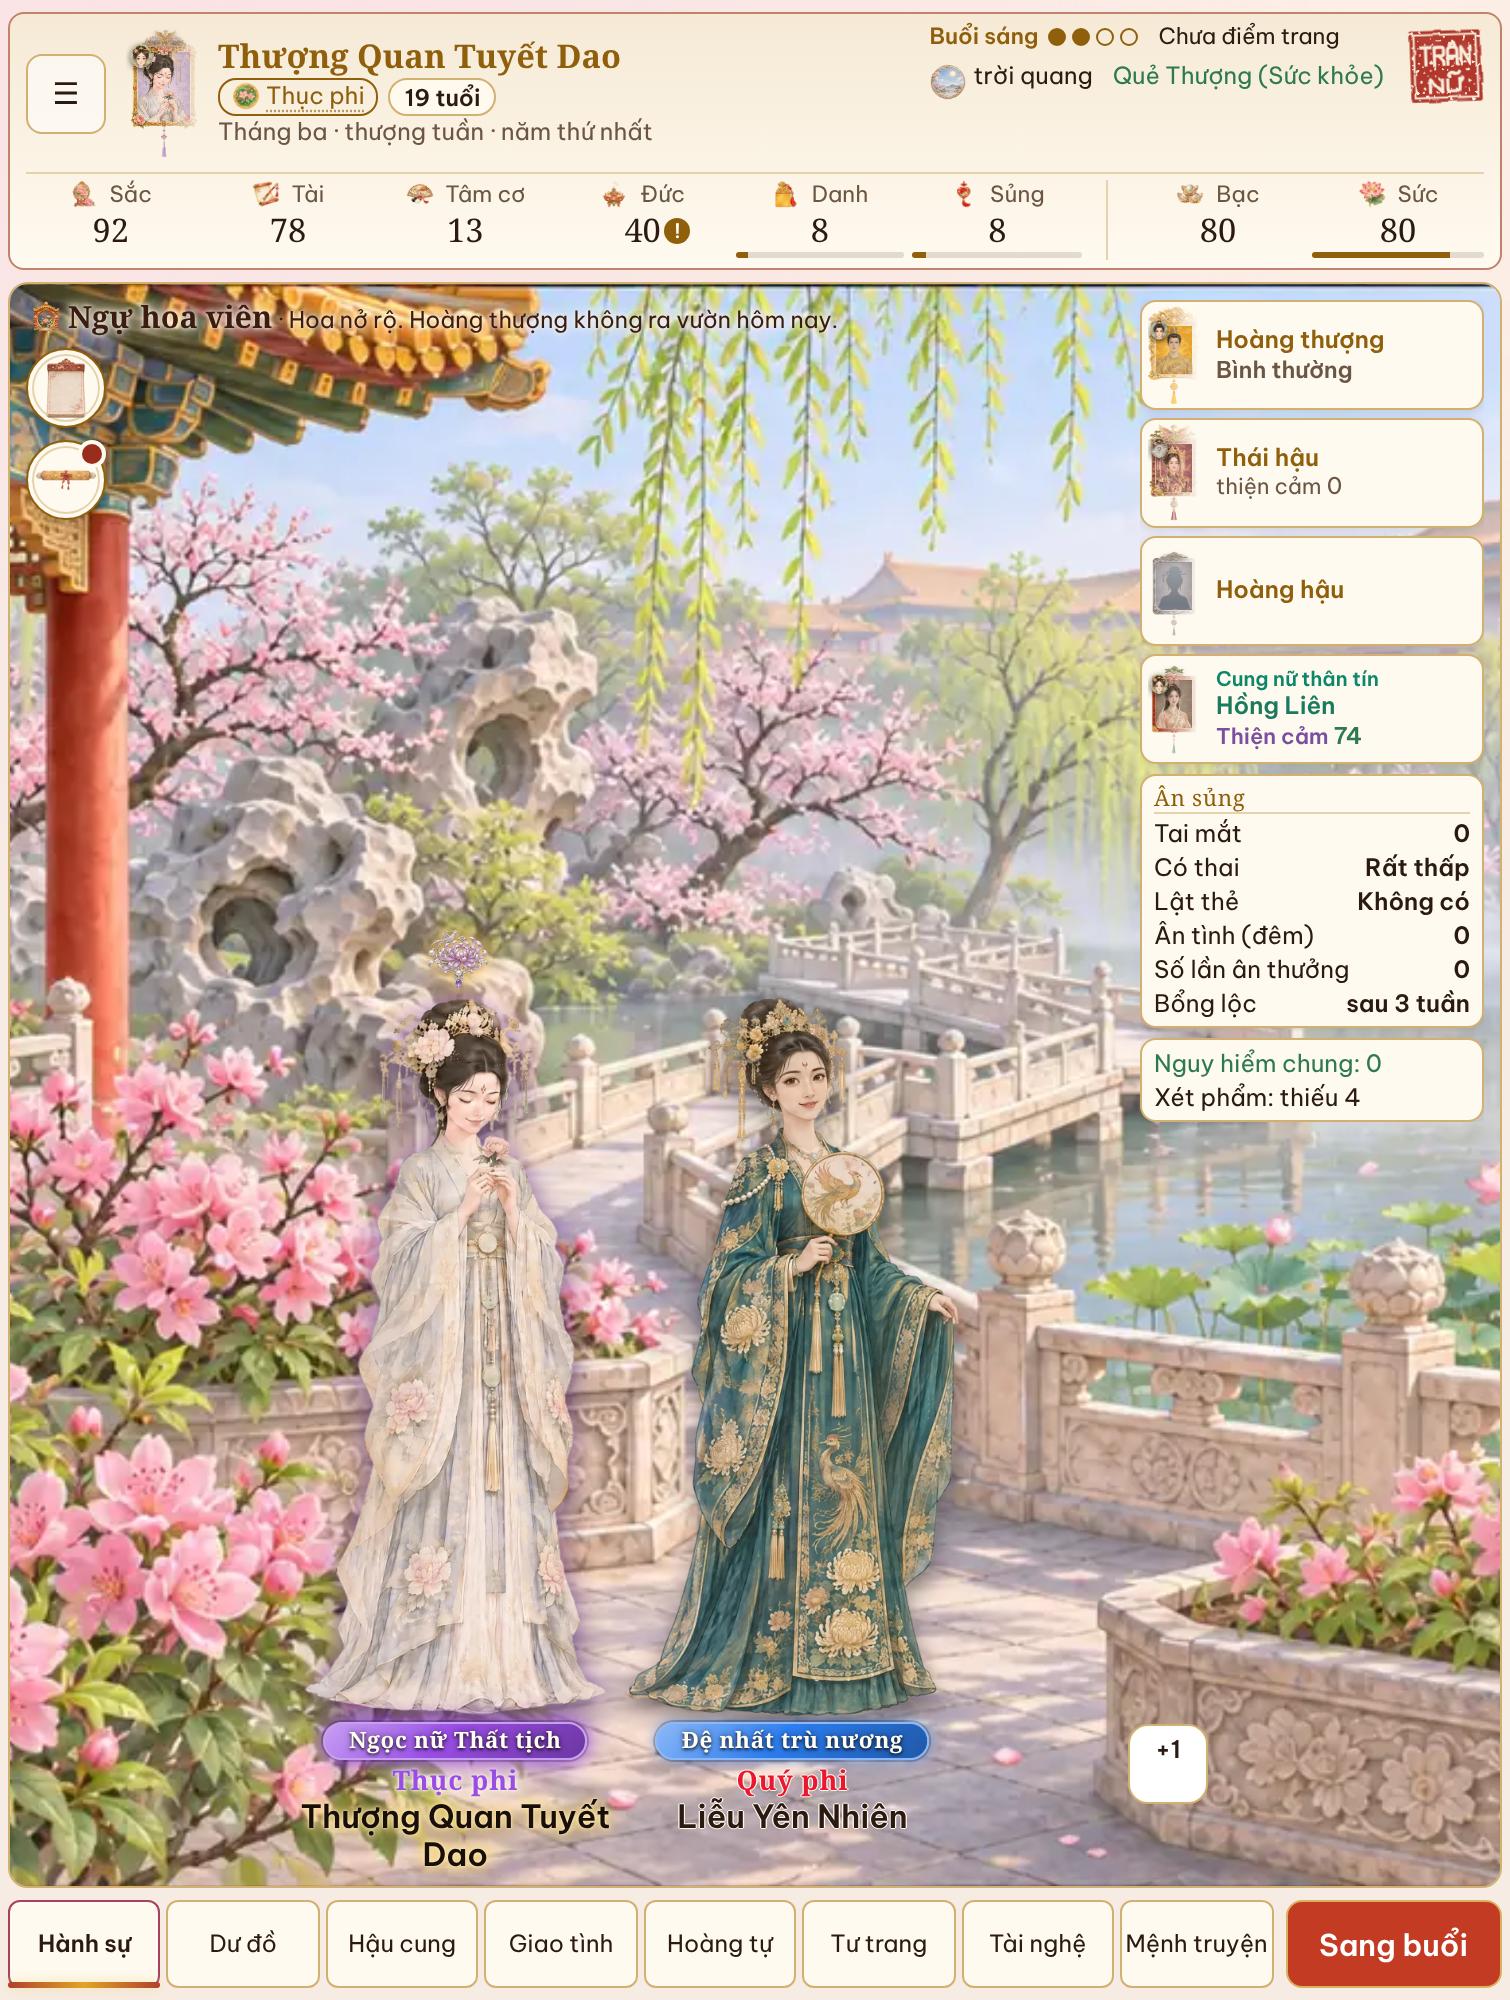 ☰
Thượng Quan Tuyết Dao
Thục phi
19 tuổi
Tháng ba · thượng tuần · năm thứ nhất
Buổi sáng
Chưa điểm trang
trời quang
Quẻ Thượng (Sức khỏe)
TRÂN NỮ
Sắc
92
Tài
78
Tâm cơ
13
Đức
40 !
Danh
8
Sủng
8
Bạc
80
Sức
80
Ngự hoa viên · Hoa nở rộ. Hoàng thượng không ra vườn hôm nay.
Hoàng thượng
Bình thường
Thái hậu
thiện cảm 0
Hoàng hậu
Cung nữ thân tín
Hồng Liên
Thiện cảm 74
Ân sủng
Tai mắt 0
Có thai Rất thấp
Lật thẻ Không có
Ân tình (đêm) 0
Số lần ân thưởng 0
Bổng lộc sau 3 tuần
Nguy hiểm chung: 0
Xét phẩm: thiếu 4
Ngọc nữ Thất tịch
Thục phi
Thượng Quan Tuyết
Dao
Đệ nhất trù nương
Quý phi
Liễu Yên Nhiên
+1
Hành sự
Dư đồ
Hậu cung
Giao tình
Hoàng tự
Tư trang
Tài nghệ
Mệnh truyện
Sang buổi